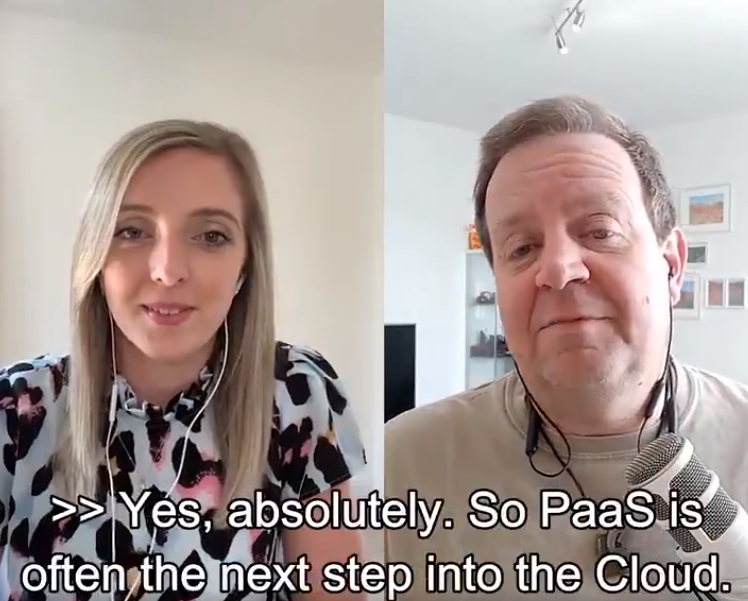 >> Yes, absolutely. So PaaS is
often the next step into the Cloud.